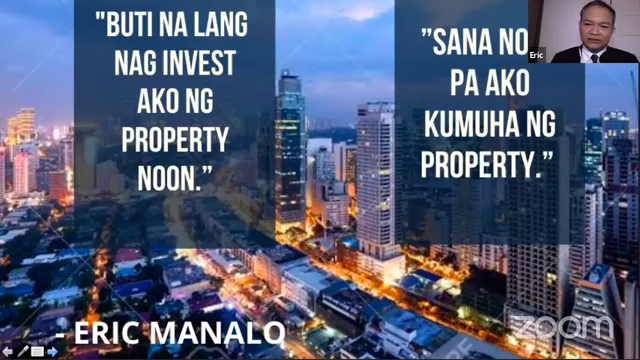 "BUTI NA LANG
NAG INVEST
AKO NG
PROPERTY
NOON.”
”SANA NO
PA AKO
KUMUHA NG
PROPERTY.”
Eric
- ERIC MANALO
zoom